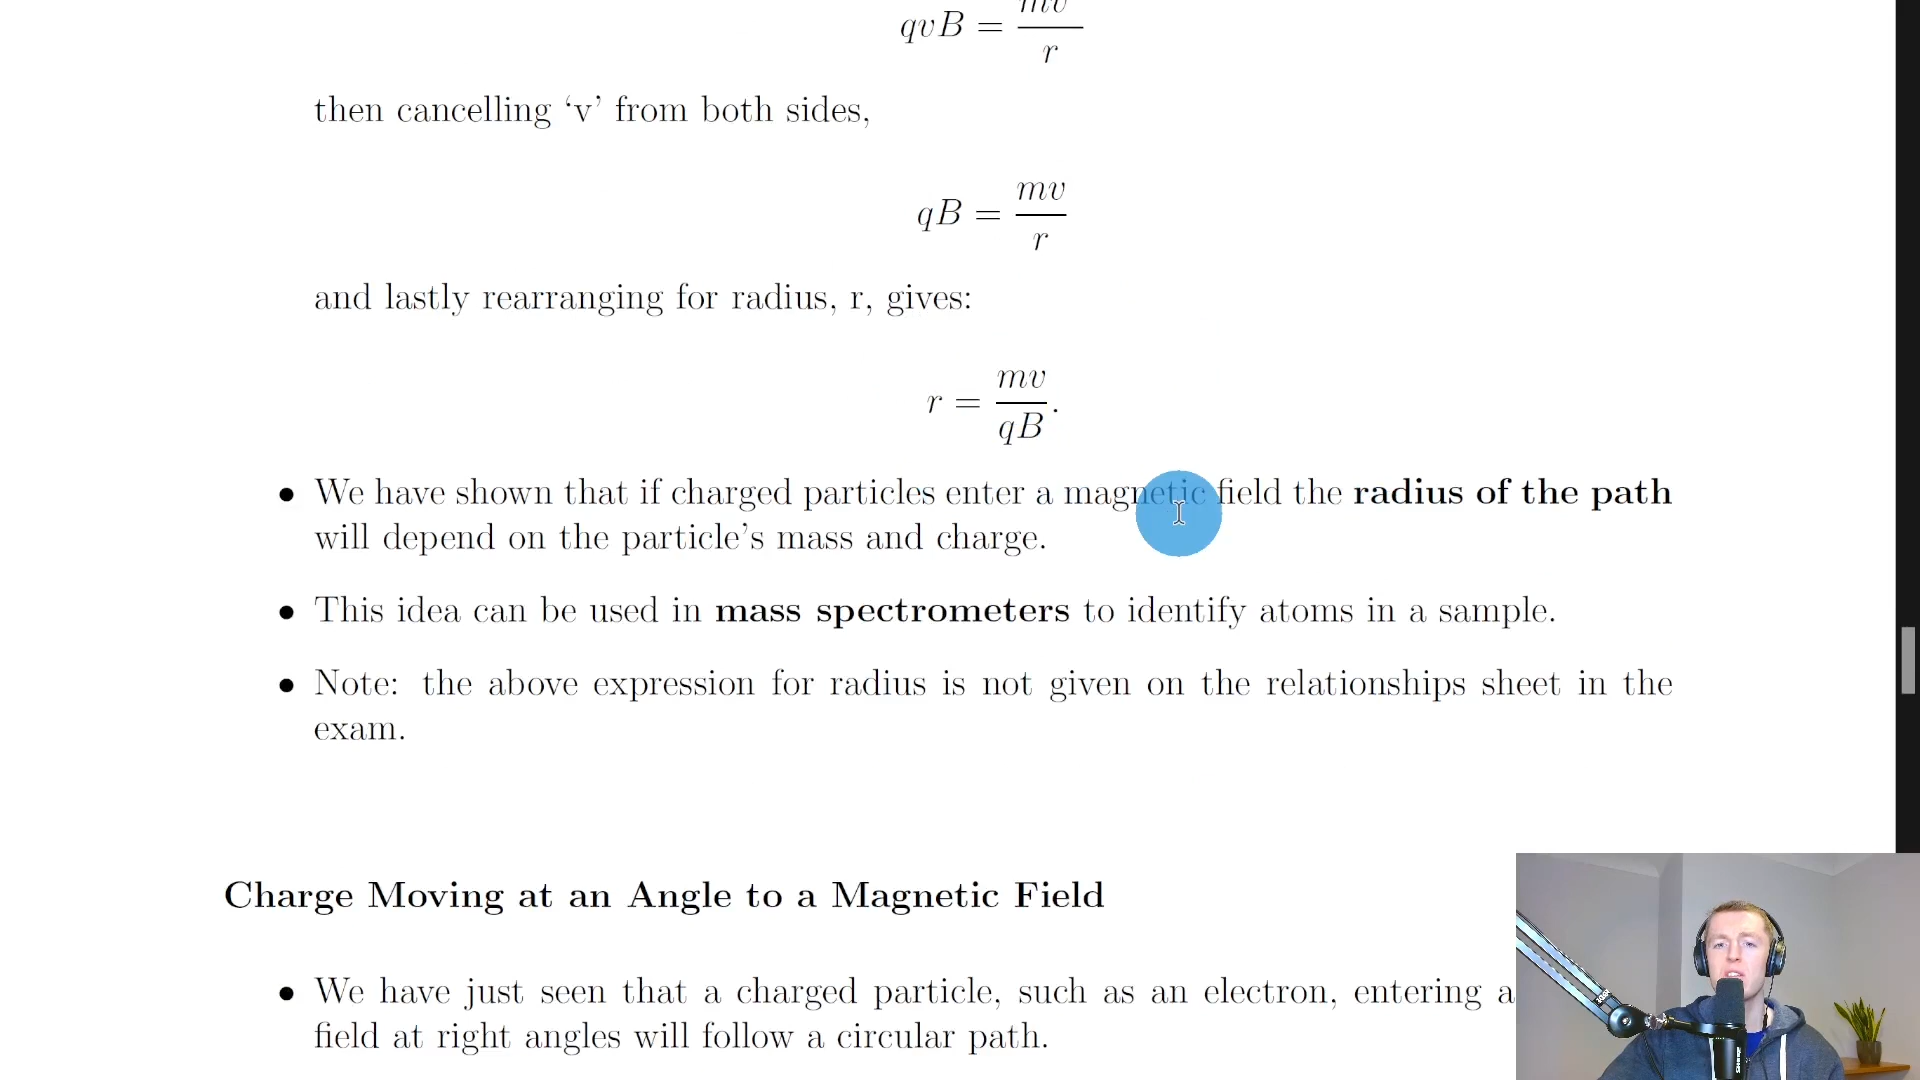 qvB = mv / r
then cancelling ‘v’ from both sides,
qB = mv / r
and lastly rearranging for radius, r, gives:
r = mv / qB.
• We have shown that if charged particles enter a magnetic field the radius of the path
will depend on the particle’s mass and charge.
• This idea can be used in mass spectrometers to identify atoms in a sample.
• Note: the above expression for radius is not given on the relationships sheet in the
exam.
Charge Moving at an Angle to a Magnetic Field
• We have just seen that a charged particle, such as an electron, entering a
field at right angles will follow a circular path.